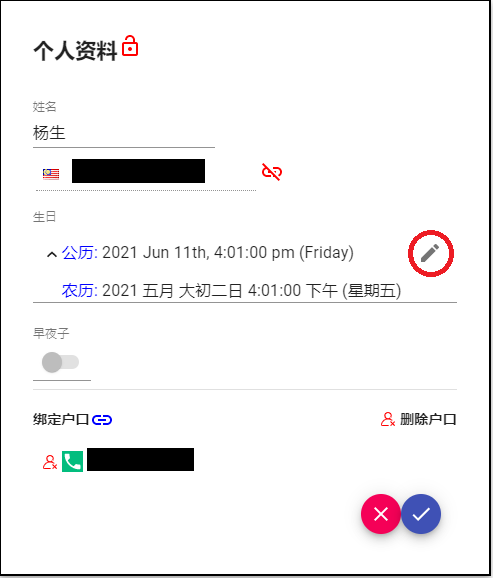 个人资料
姓名
杨生
生日
公历: 2021 Jun 11th, 4:01:00 pm (Friday)
农历: 2021 五月 大初二日 4:01:00 下午 (星期五)
早夜子
绑定户口 删除户口